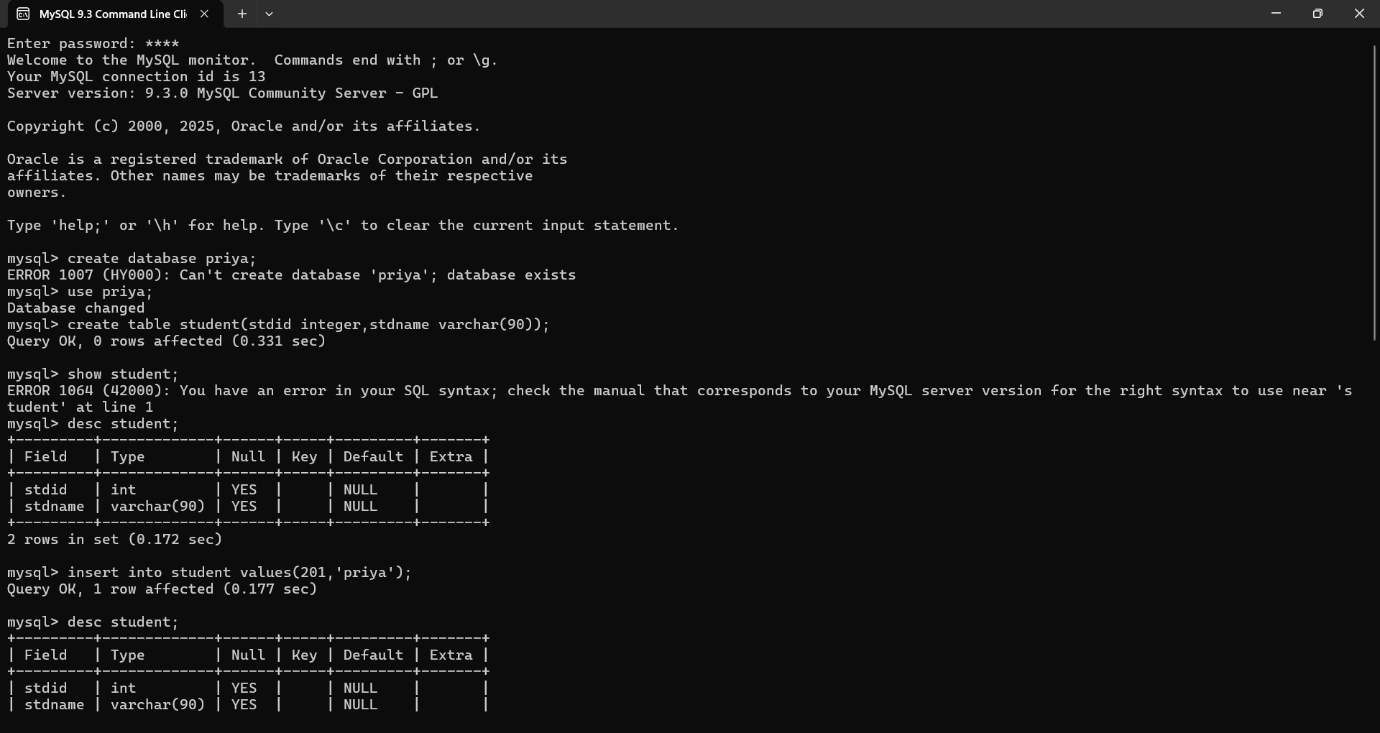 MySQL 9.3 Command Line Cli
Enter password: ****
Welcome to the MySQL monitor.  Commands end with ; or \g.
Your MySQL connection id is 13
Server version: 9.3.0 MySQL Community Server - GPL

Copyright (c) 2000, 2025, Oracle and/or its affiliates.

Oracle is a registered trademark of Oracle Corporation and/or its
affiliates. Other names may be trademarks of their respective
owners.

Type 'help;' or '\h' for help. Type '\c' to clear the current input statement.

mysql> create database priya;
ERROR 1007 (HY000): Can't create database 'priya'; database exists
mysql> use priya;
Database changed
mysql> create table student(stdid integer,stdname varchar(90));
Query OK, 0 rows affected (0.331 sec)

mysql> show student;
ERROR 1064 (42000): You have an error in your SQL syntax; check the manual that corresponds to your MySQL server version for the right syntax to use near 's
tudent' at line 1
mysql> desc student;
+---------+-------------+------+-----+---------+-------+
| Field   | Type        | Null | Key | Default | Extra |
+---------+-------------+------+-----+---------+-------+
| stdid   | int         | YES  |     | NULL    |       |
| stdname | varchar(90) | YES  |     | NULL    |       |
+---------+-------------+------+-----+---------+-------+
2 rows in set (0.172 sec)

mysql> insert into student values(201,'priya');
Query OK, 1 row affected (0.177 sec)

mysql> desc student;
+---------+-------------+------+-----+---------+-------+
| Field   | Type        | Null | Key | Default | Extra |
+---------+-------------+------+-----+---------+-------+
| stdid   | int         | YES  |     | NULL    |       |
| stdname | varchar(90) | YES  |     | NULL    |       |